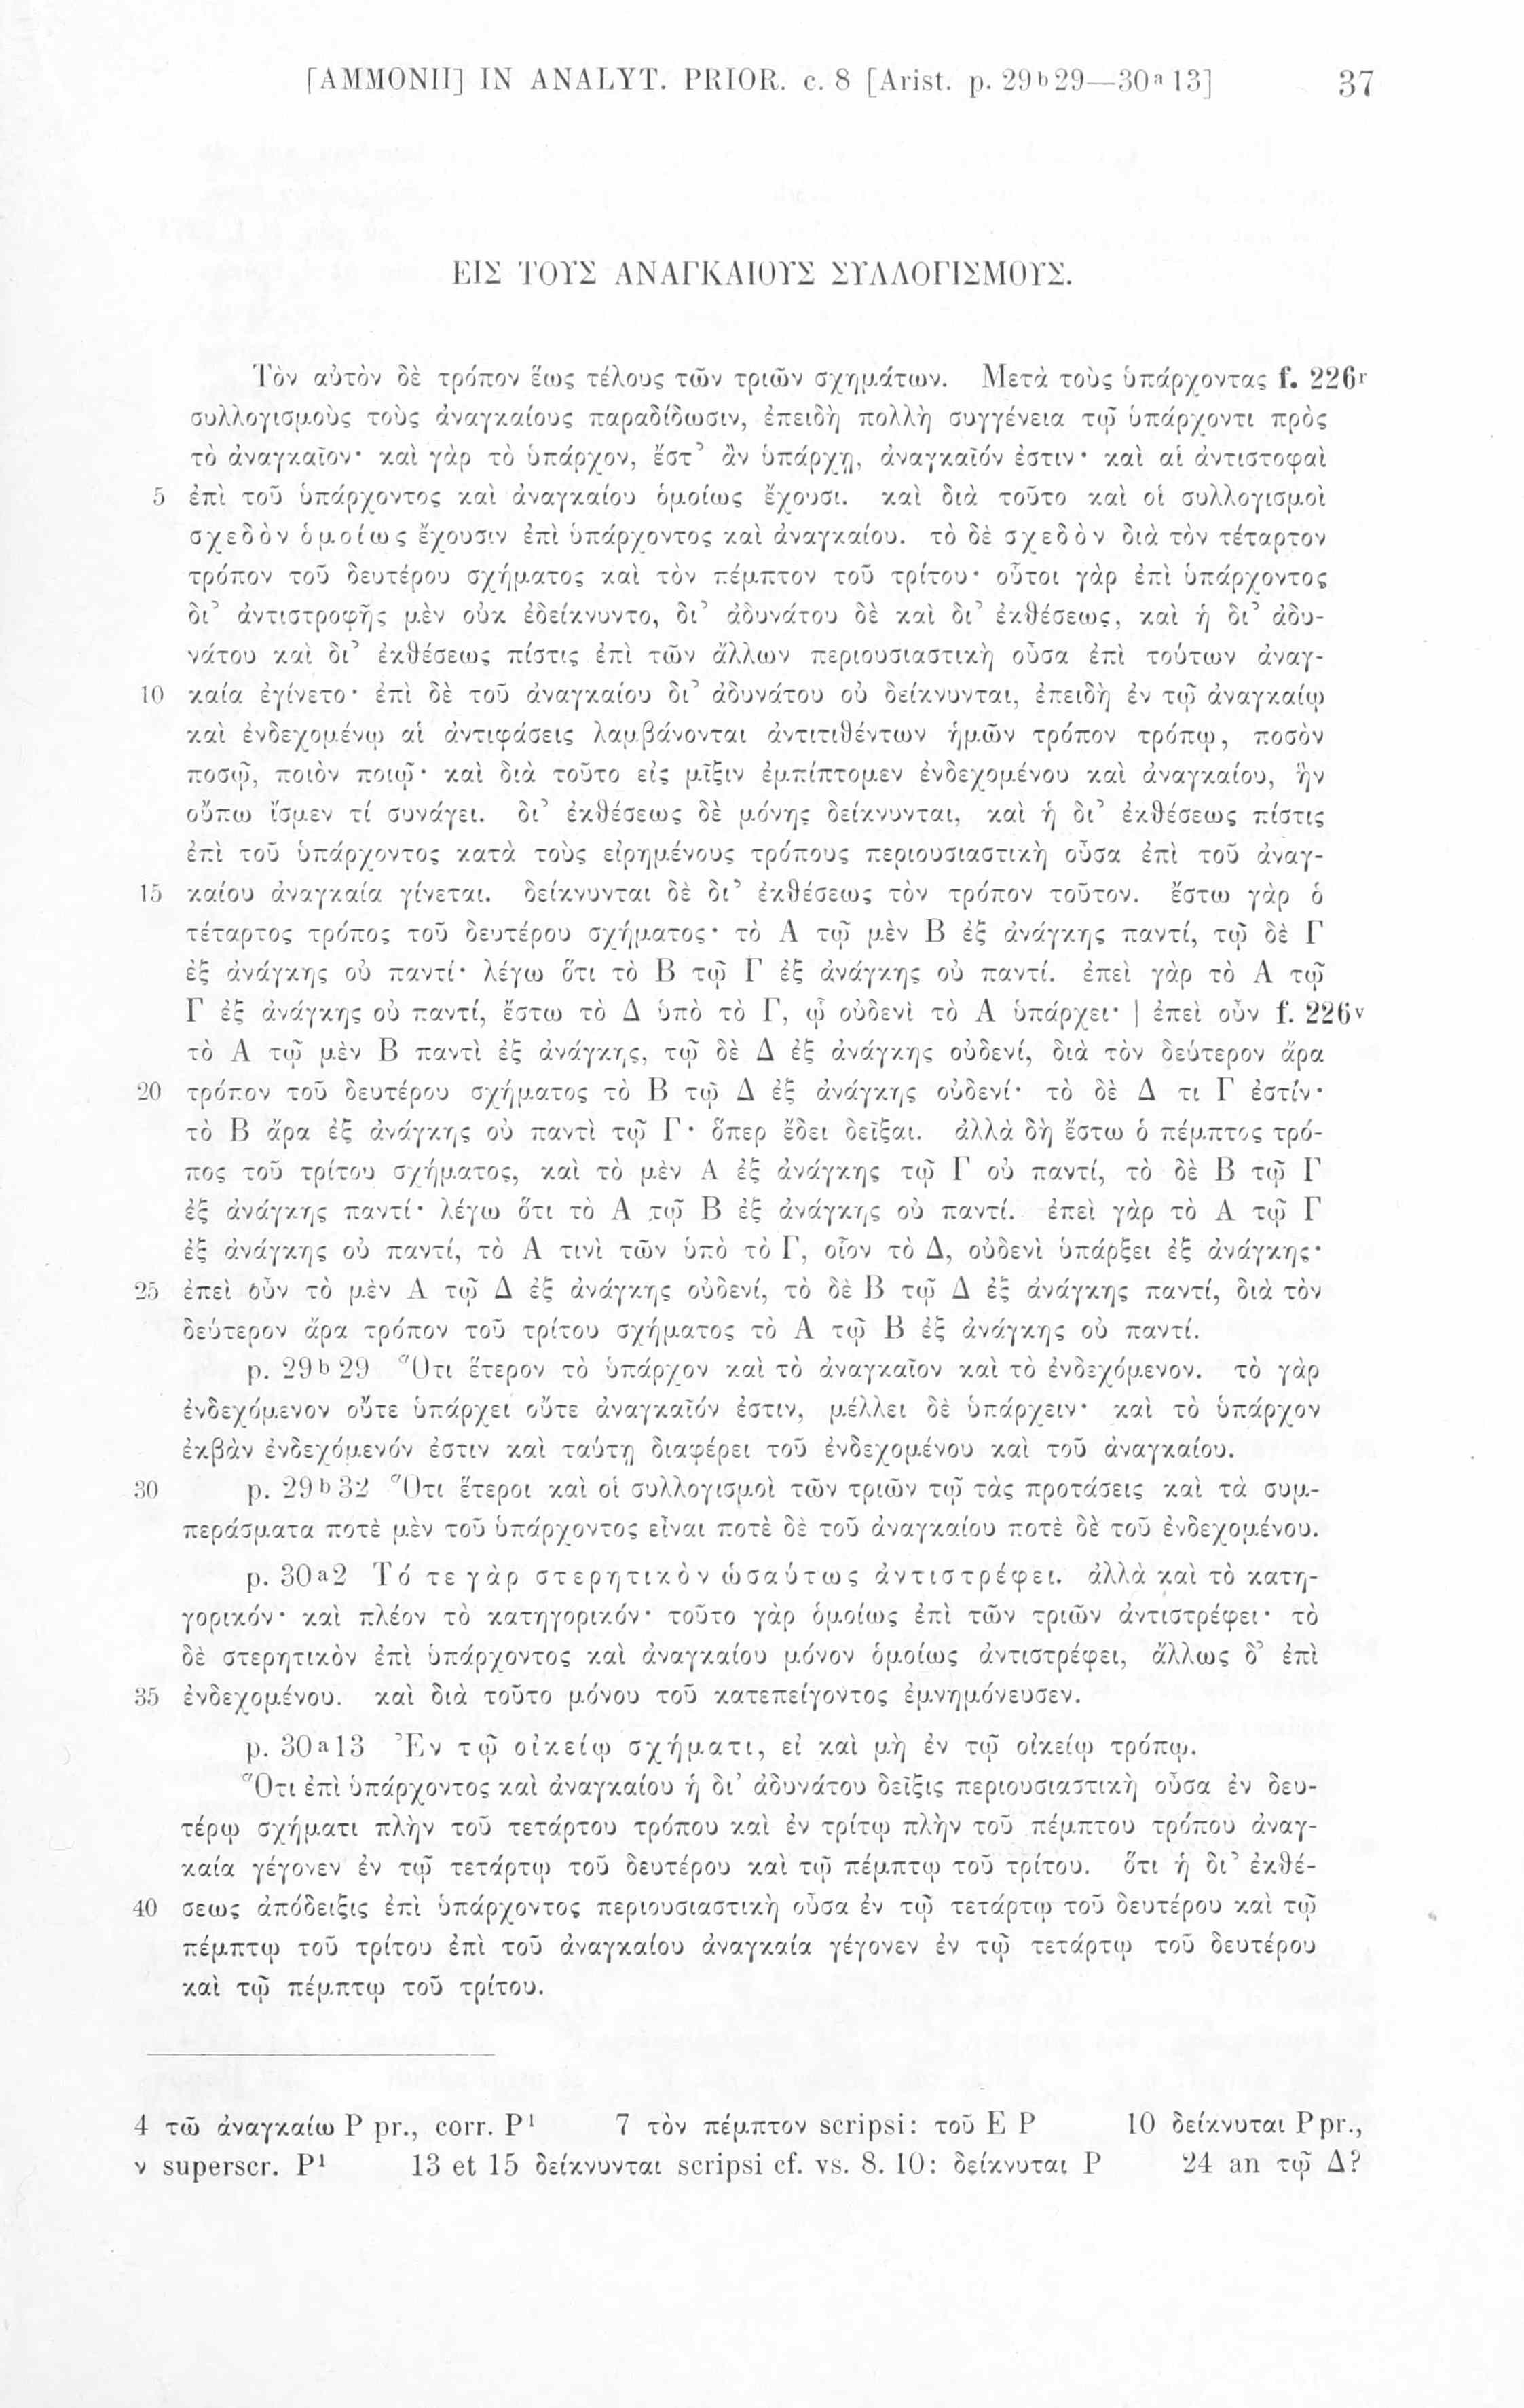 [AMMONII] IN ANALYT. PRIOR. c. 8 [Arist. p. 29ᵇ29—30ᵃ13] 37
ΕΙΣ ΤΟΥΣ ΑΝΑΓΚΑΙΟΥΣ ΣΥΛΛΟΓΙΣΜΟΥΣ.
Τὸν αὐτὸν δὲ τρόπον ἕως τέλους τῶν τριῶν σχημάτων. Μετὰ τοὺς ὑπάρχοντας f. 226ʳ
συλλογισμοὺς τοὺς ἀναγκαίους παραδίδωσιν, ἐπειδὴ πολλὴ συγγένεια τῷ ὑπάρχοντι πρὸς
τὸ ἀναγκαῖον· καὶ γὰρ τὸ ὑπάρχον, ἔστ’ ἂν ὑπάρχῃ, ἀναγκαῖόν ἐστιν· καὶ αἱ ἀντιστοφαὶ
5 ἐπὶ τοῦ ὑπάρχοντος καὶ ἀναγκαίου ὁμοίως ἔχουσι. καὶ διὰ τοῦτο καὶ οἱ συλλογισμοὶ
σχεδὸν ὁμοίως ἔχουσιν ἐπὶ ὑπάρχοντος καὶ ἀναγκαίου. τὸ δὲ σχεδὸν διὰ τὸν τέταρτον
τρόπον τοῦ δευτέρου σχήματος καὶ τὸν πέμπτον τοῦ τρίτου· οὗτοι γὰρ ἐπὶ ὑπάρχοντος
δι’ ἀντιστροφῆς μὲν οὐκ ἐδείκνυντο, δι’ ἀδυνάτου δὲ καὶ δι’ ἐκθέσεως, καὶ ἡ δι’ ἀδυ-
νάτου καὶ δι’ ἐκθέσεως πίστις ἐπὶ τῶν ἄλλων περιουσιαστικὴ οὖσα ἐπὶ τούτων ἀναγ-
10 καία ἐγίνετο· ἐπὶ δὲ τοῦ ἀναγκαίου δι’ ἀδυνάτου οὐ δείκνυνται, ἐπειδὴ ἐν τῷ ἀναγκαίῳ
καὶ ἐνδεχομένῳ αἱ ἀντιφάσεις λαμβάνονται ἀντιτιθέντων ἡμῶν τρόπον τρόπῳ, ποσὸν
ποσῷ, ποιὸν ποιῷ· καὶ διὰ τοῦτο εἰς μῖξιν ἐμπίπτομεν ἐνδεχομένου καὶ ἀναγκαίου, ἣν
οὔπω ἴσμεν τί συνάγει. δι’ ἐκθέσεως δὲ μόνης δείκνυνται, καὶ ἡ δι’ ἐκθέσεως πίστις
ἐπὶ τοῦ ὑπάρχοντος κατὰ τοὺς εἰρημένους τρόπους περιουσιαστικὴ οὖσα ἐπὶ τοῦ ἀναγ-
15 καίου ἀναγκαία γίνεται. δείκνυνται δὲ δι’ ἐκθέσεως τὸν τρόπον τοῦτον. ἔστω γὰρ ὁ
τέταρτος τρόπος τοῦ δευτέρου σχήματος· τὸ Α τῷ μὲν Β ἐξ ἀνάγκης παντί, τῷ δὲ Γ
ἐξ ἀνάγκης οὐ παντί· λέγω ὅτι τὸ Β τῷ Γ ἐξ ἀνάγκης οὐ παντί. ἐπεὶ γὰρ τὸ Α τῷ
Γ ἐξ ἀνάγκης οὐ παντί, ἔστω τὸ Δ ὑπὸ τὸ Γ, ᾧ οὐδενὶ τὸ Α ὑπάρχει· | ἐπεὶ οὖν f. 226ᵛ
τὸ Α τῷ μὲν Β παντὶ ἐξ ἀνάγκης, τῷ δὲ Δ ἐξ ἀνάγκης οὐδενί, διὰ τὸν δεύτερον ἄρα
20 τρόπον τοῦ δευτέρου σχήματος τὸ Β τῷ Δ ἐξ ἀνάγκης οὐδενί· τὸ δὲ Δ τι Γ ἐστίν·
τὸ Β ἄρα ἐξ ἀνάγκης οὐ παντὶ τῷ Γ· ὅπερ ἔδει δεῖξαι. ἀλλὰ δὴ ἔστω ὁ πέμπτος τρό-
πος τοῦ τρίτου σχήματος, καὶ τὸ μὲν Α ἐξ ἀνάγκης τῷ Γ οὐ παντί, τὸ δὲ Β τῷ Γ
ἐξ ἀνάγκης παντί· λέγω ὅτι τὸ Α τῷ Β ἐξ ἀνάγκης οὐ παντί. ἐπεὶ γὰρ τὸ Α τῷ Γ
ἐξ ἀνάγκης οὐ παντί, τὸ Α τινὶ τῶν ὑπὸ τὸ Γ, οἷον τὸ Δ, οὐδενὶ ὑπάρξει ἐξ ἀνάγκης·
25 ἐπεὶ οὖν τὸ μὲν Α τῷ Δ ἐξ ἀνάγκης οὐδενί, τὸ δὲ Β τῷ Δ ἐξ ἀνάγκης παντί, διὰ τὸν
δεύτερον ἄρα τρόπον τοῦ τρίτου σχήματος τὸ Α τῷ Β ἐξ ἀνάγκης οὐ παντί.
p. 29ᵇ29 Ὅτι ἕτερον τὸ ὑπάρχον καὶ τὸ ἀναγκαῖον καὶ τὸ ἐνδεχόμενον. τὸ γὰρ
ἐνδεχόμενον οὔτε ὑπάρχει οὔτε ἀναγκαῖόν ἐστιν, μέλλει δὲ ὑπάρχειν· καὶ τὸ ὑπάρχον
ἐκβὰν ἐνδεχόμενόν ἐστιν καὶ ταύτῃ διαφέρει τοῦ ἐνδεχομένου καὶ τοῦ ἀναγκαίου.
30 p. 29ᵇ32 Ὅτι ἕτεροι καὶ οἱ συλλογισμοὶ τῶν τριῶν τῷ τὰς προτάσεις καὶ τὰ συμ-
περάσματα ποτὲ μὲν τοῦ ὑπάρχοντος εἶναι ποτὲ δὲ τοῦ ἀναγκαίου ποτὲ δὲ τοῦ ἐνδεχομένου.
p. 30ᵃ2 Τό τε γὰρ στερητικὸν ὡσαύτως ἀντιστρέφει. ἀλλὰ καὶ τὸ κατη-
γορικόν· καὶ πλέον τὸ κατηγορικόν· τοῦτο γὰρ ὁμοίως ἐπὶ τῶν τριῶν ἀντιστρέφει· τὸ
δὲ στερητικὸν ἐπὶ ὑπάρχοντος καὶ ἀναγκαίου μόνον ὁμοίως ἀντιστρέφει, ἄλλως δ’ ἐπὶ
35 ἐνδεχομένου. καὶ διὰ τοῦτο μόνου τοῦ κατεπείγοντος ἐμνημόνευσεν.
p. 30ᵃ13 Ἐν τῷ οἰκείῳ σχήματι, εἰ καὶ μὴ ἐν τῷ οἰκείῳ τρόπῳ.
Ὅτι ἐπὶ ὑπάρχοντος καὶ ἀναγκαίου ἡ δι’ ἀδυνάτου δεῖξις περιουσιαστικὴ οὖσα ἐν δευ-
τέρῳ σχήματι πλὴν τοῦ τετάρτου τρόπου καὶ ἐν τρίτῳ πλὴν τοῦ πέμπτου τρόπου ἀναγ-
καία γέγονεν ἐν τῷ τετάρτῳ τοῦ δευτέρου καὶ τῷ πέμπτῳ τοῦ τρίτου. ὅτι ἡ δι’ ἐκθέ-
40 σεως ἀπόδειξις ἐπὶ ὑπάρχοντος περιουσιαστικὴ οὖσα ἐν τῷ τετάρτῳ τοῦ δευτέρου καὶ τῷ
πέμπτῳ τοῦ τρίτου ἐπὶ τοῦ ἀναγκαίου ἀναγκαία γέγονεν ἐν τῷ τετάρτῳ τοῦ δευτέρου
καὶ τῷ πέμπτῳ τοῦ τρίτου.
4 τῶ ἀναγκαίω P pr., corr. P¹ 7 τὸν πέμπτον scripsi: τοῦ Ε P 10 δείκνυται P pr.,
ν superscr. P¹ 13 et 15 δείκνυνται scripsi cf. vs. 8. 10: δείκνυται P 24 an τῷ Δ?